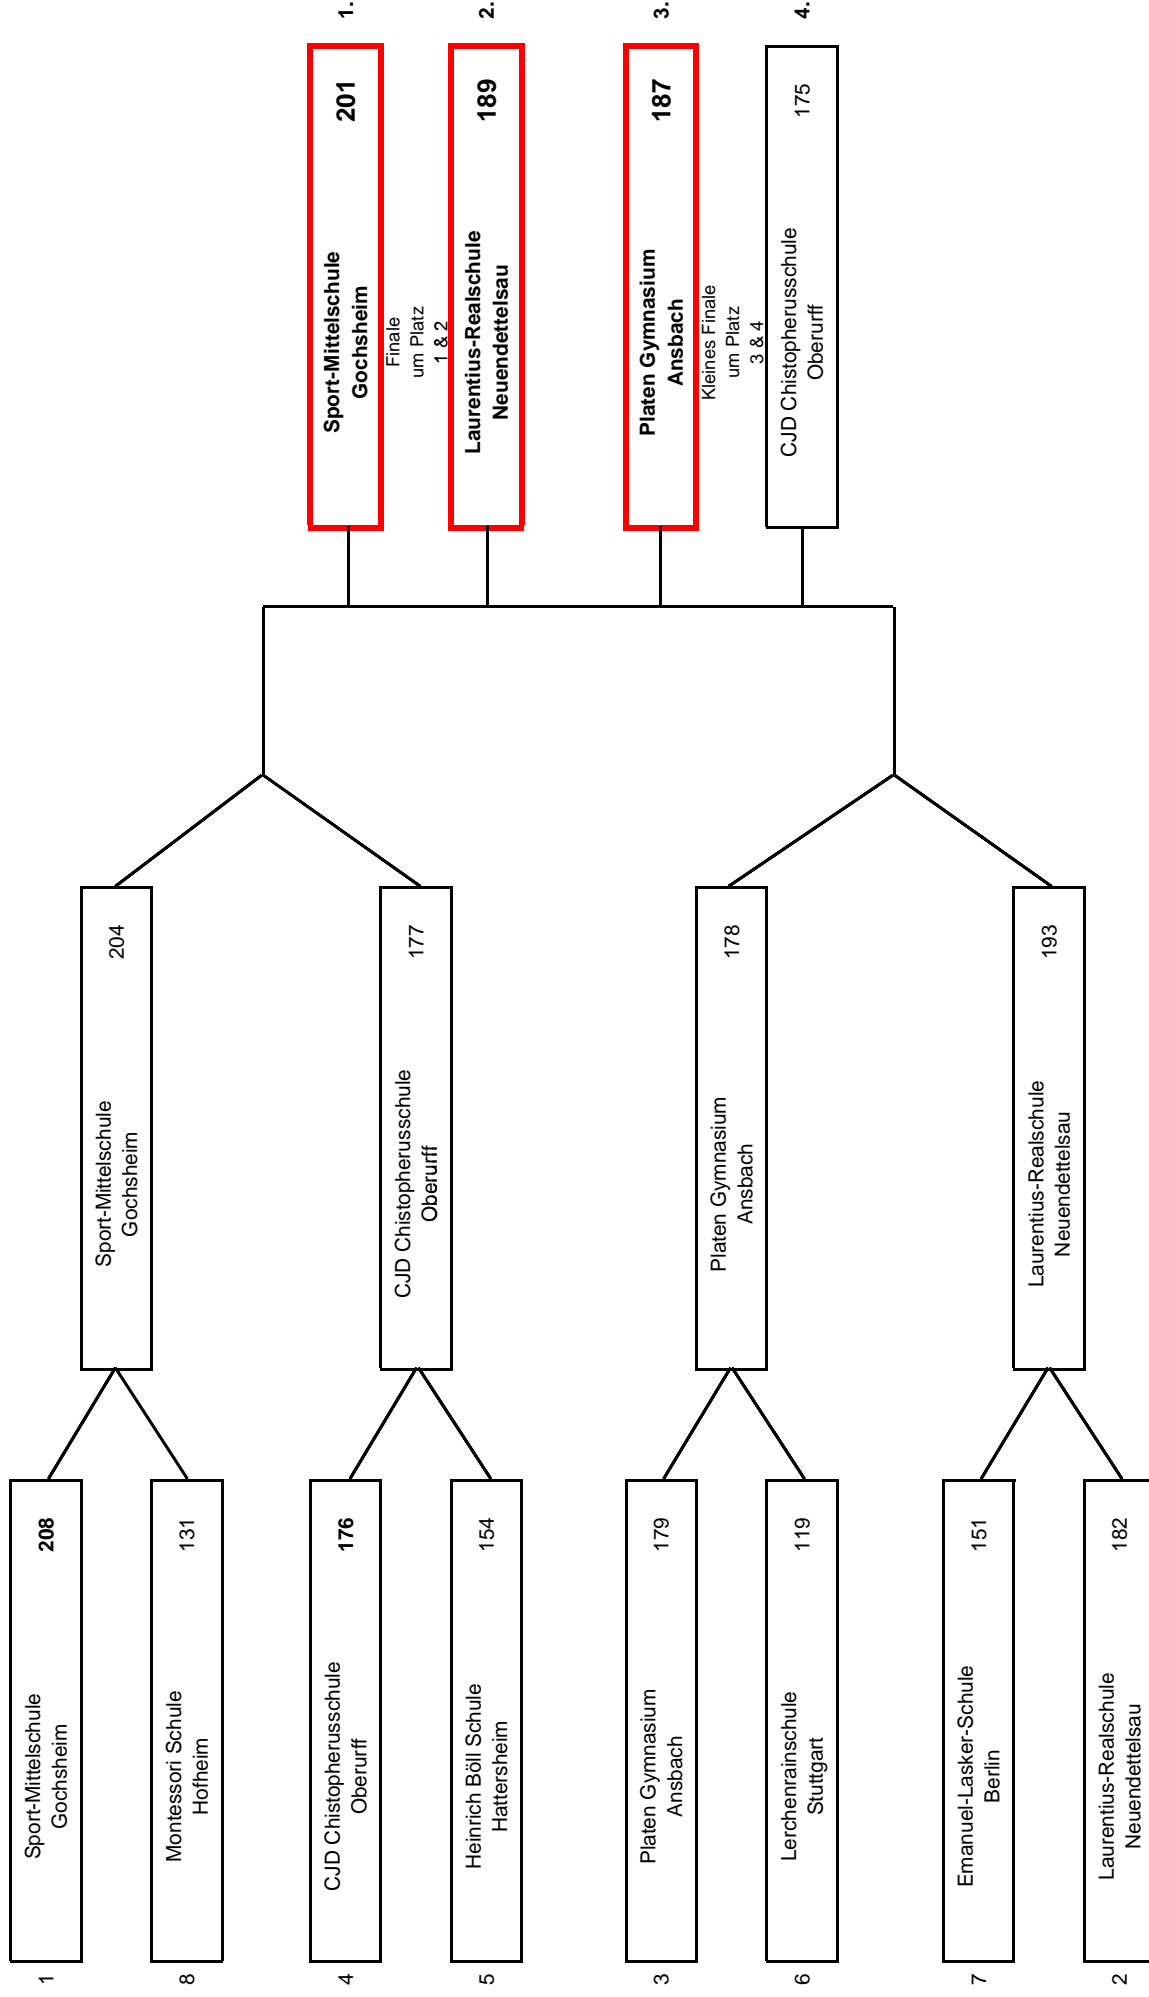 1
Sport-Mittelschule
Gochsheim
208
8
Montessori Schule
Hofheim
131
4
CJD Chistopherusschule
Oberurff
176
5
Heinrich Böll Schule
Hattersheim
154
3
Platen Gymnasium
Ansbach
179
6
Lerchenrainschule
Stuttgart
119
7
Emanuel-Lasker-Schule
Berlin
151
2
Laurentius-Realschule
Neuendettelsau
182
Sport-Mittelschule
Gochsheim
204
CJD Chistopherusschule
Oberurff
177
Platen Gymnasium
Ansbach
178
Laurentius-Realschule
Neuendettelsau
193
Sport-Mittelschule
Gochsheim
201
1.
Finale
um Platz
1 & 2
Laurentius-Realschule
Neuendettelsau
189
2.
Platen Gymnasium
Ansbach
187
3.
Kleines Finale
um Platz
3 & 4
CJD Chistopherusschule
Oberurff
175
4.